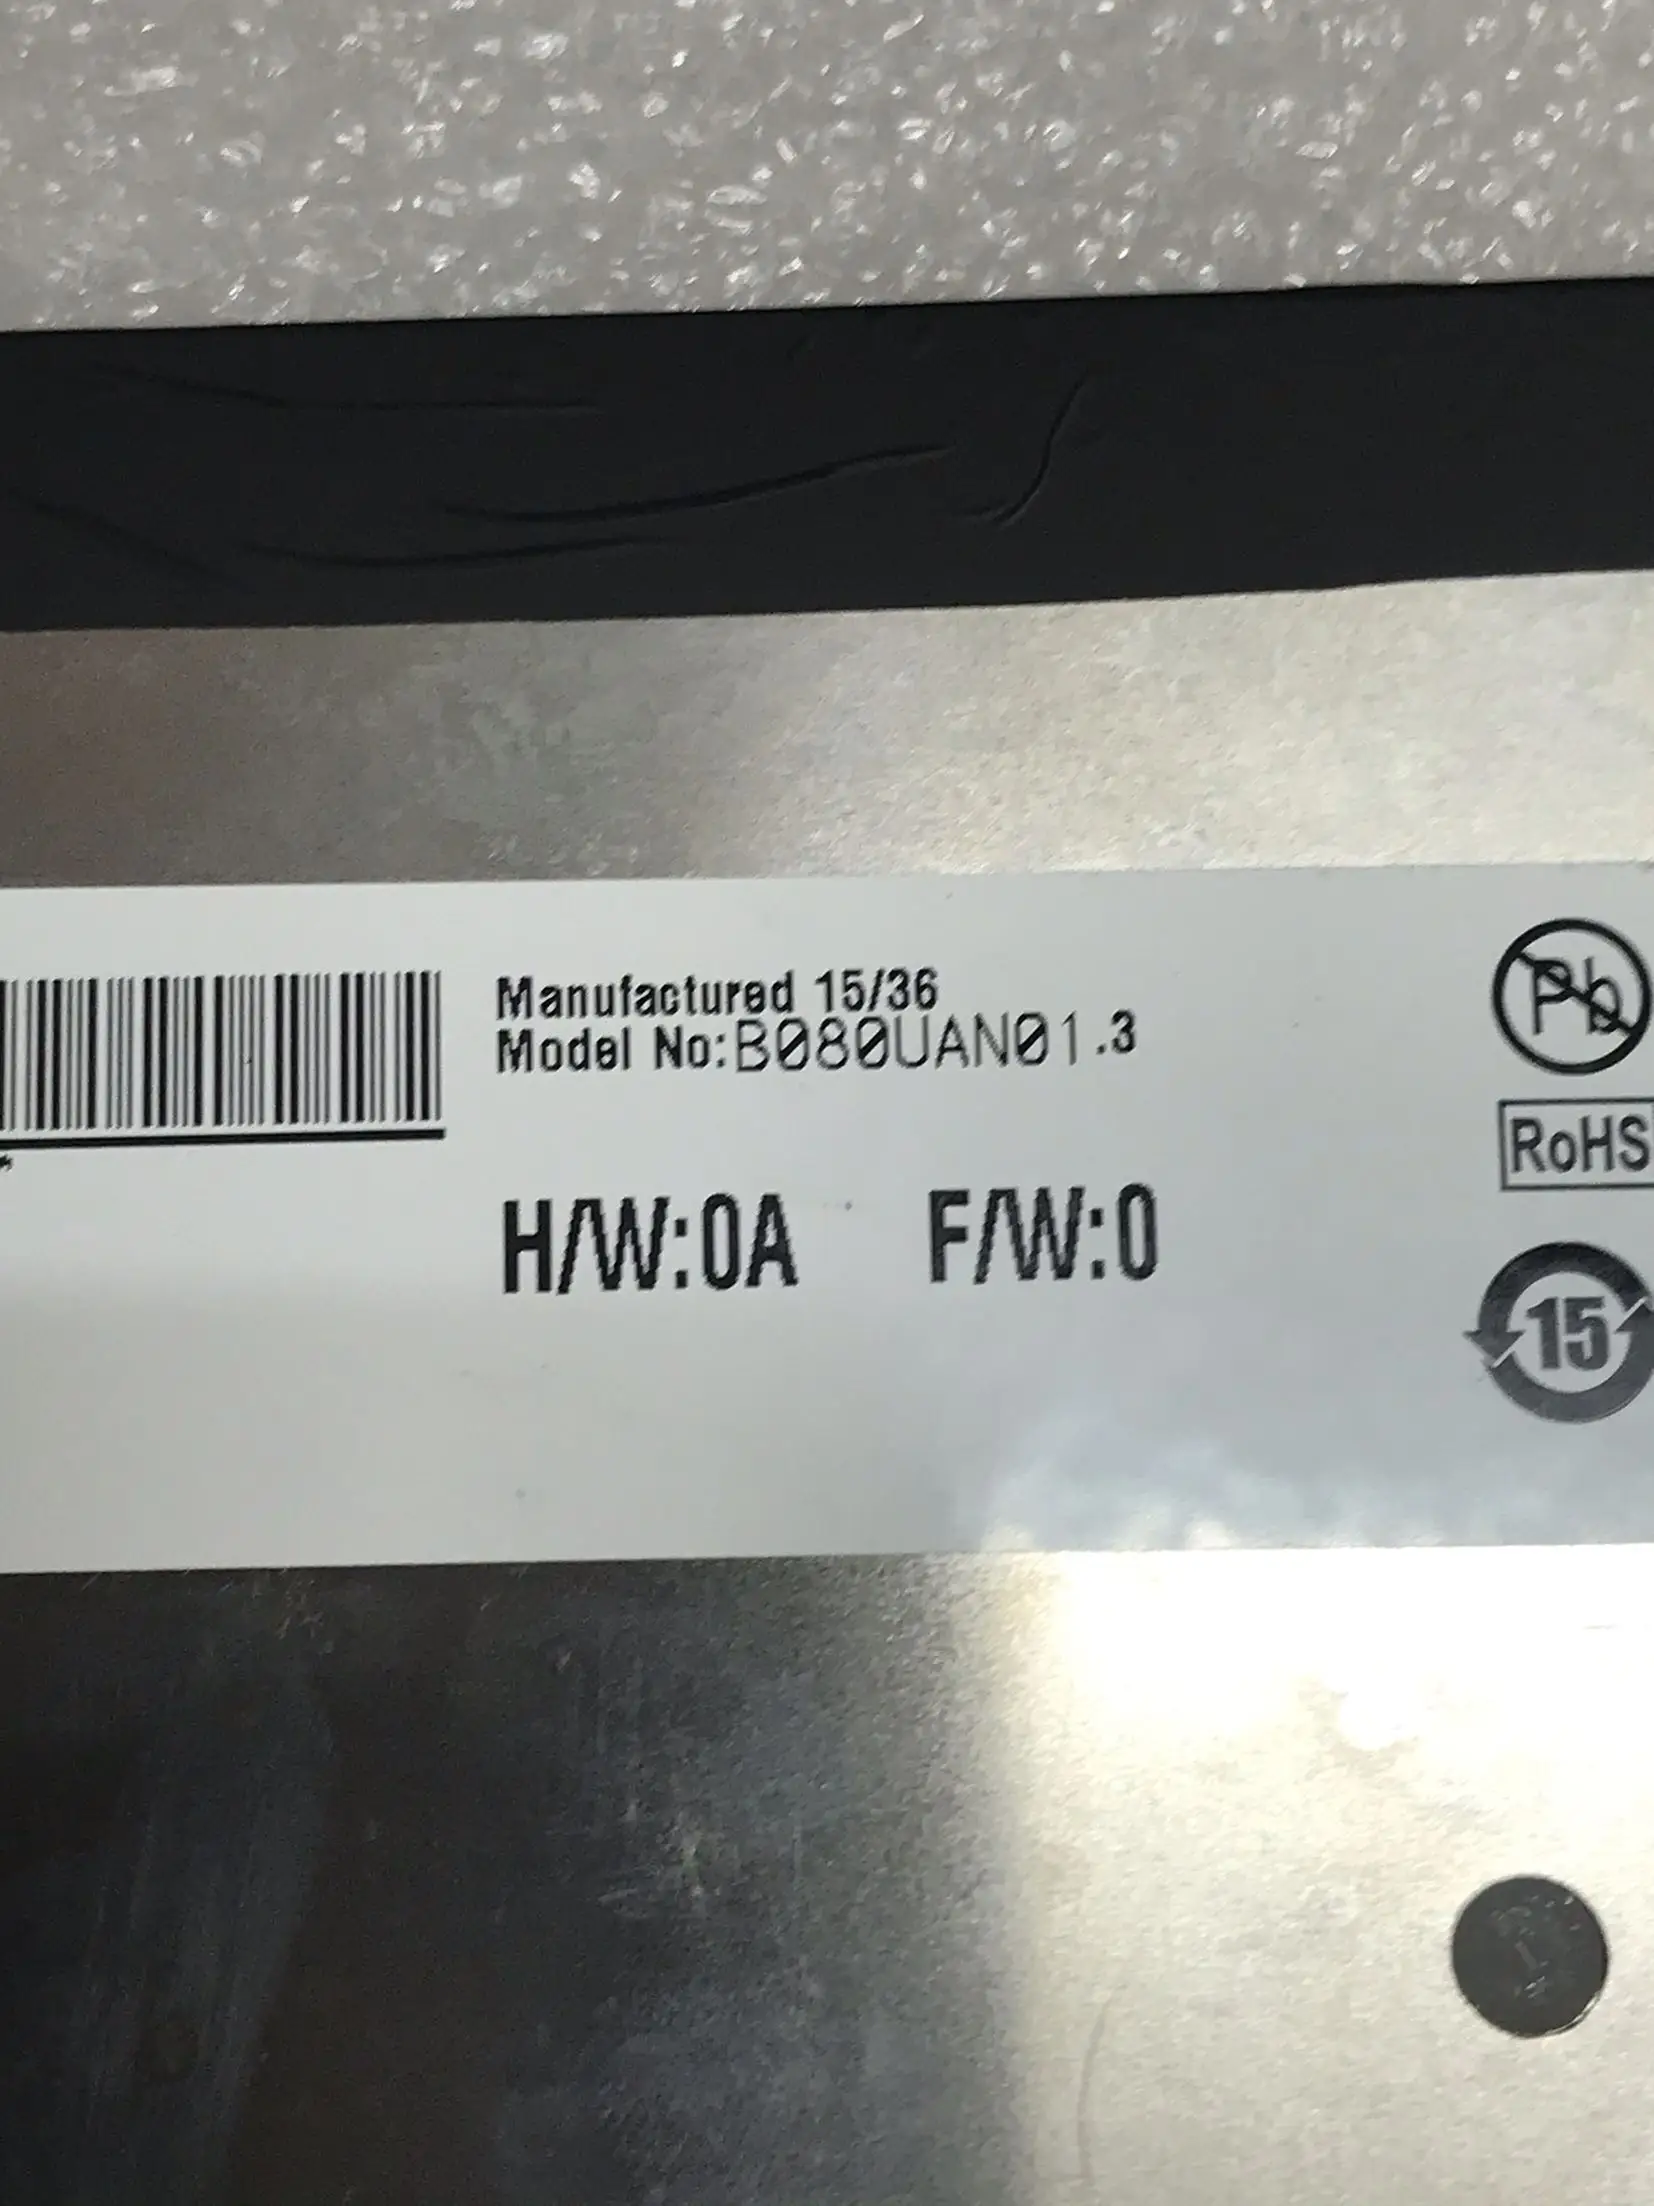 Manufactured 15/36
Model No:B080UAN01.3
H/W:0A F/W:0
Pb
RoHS
15